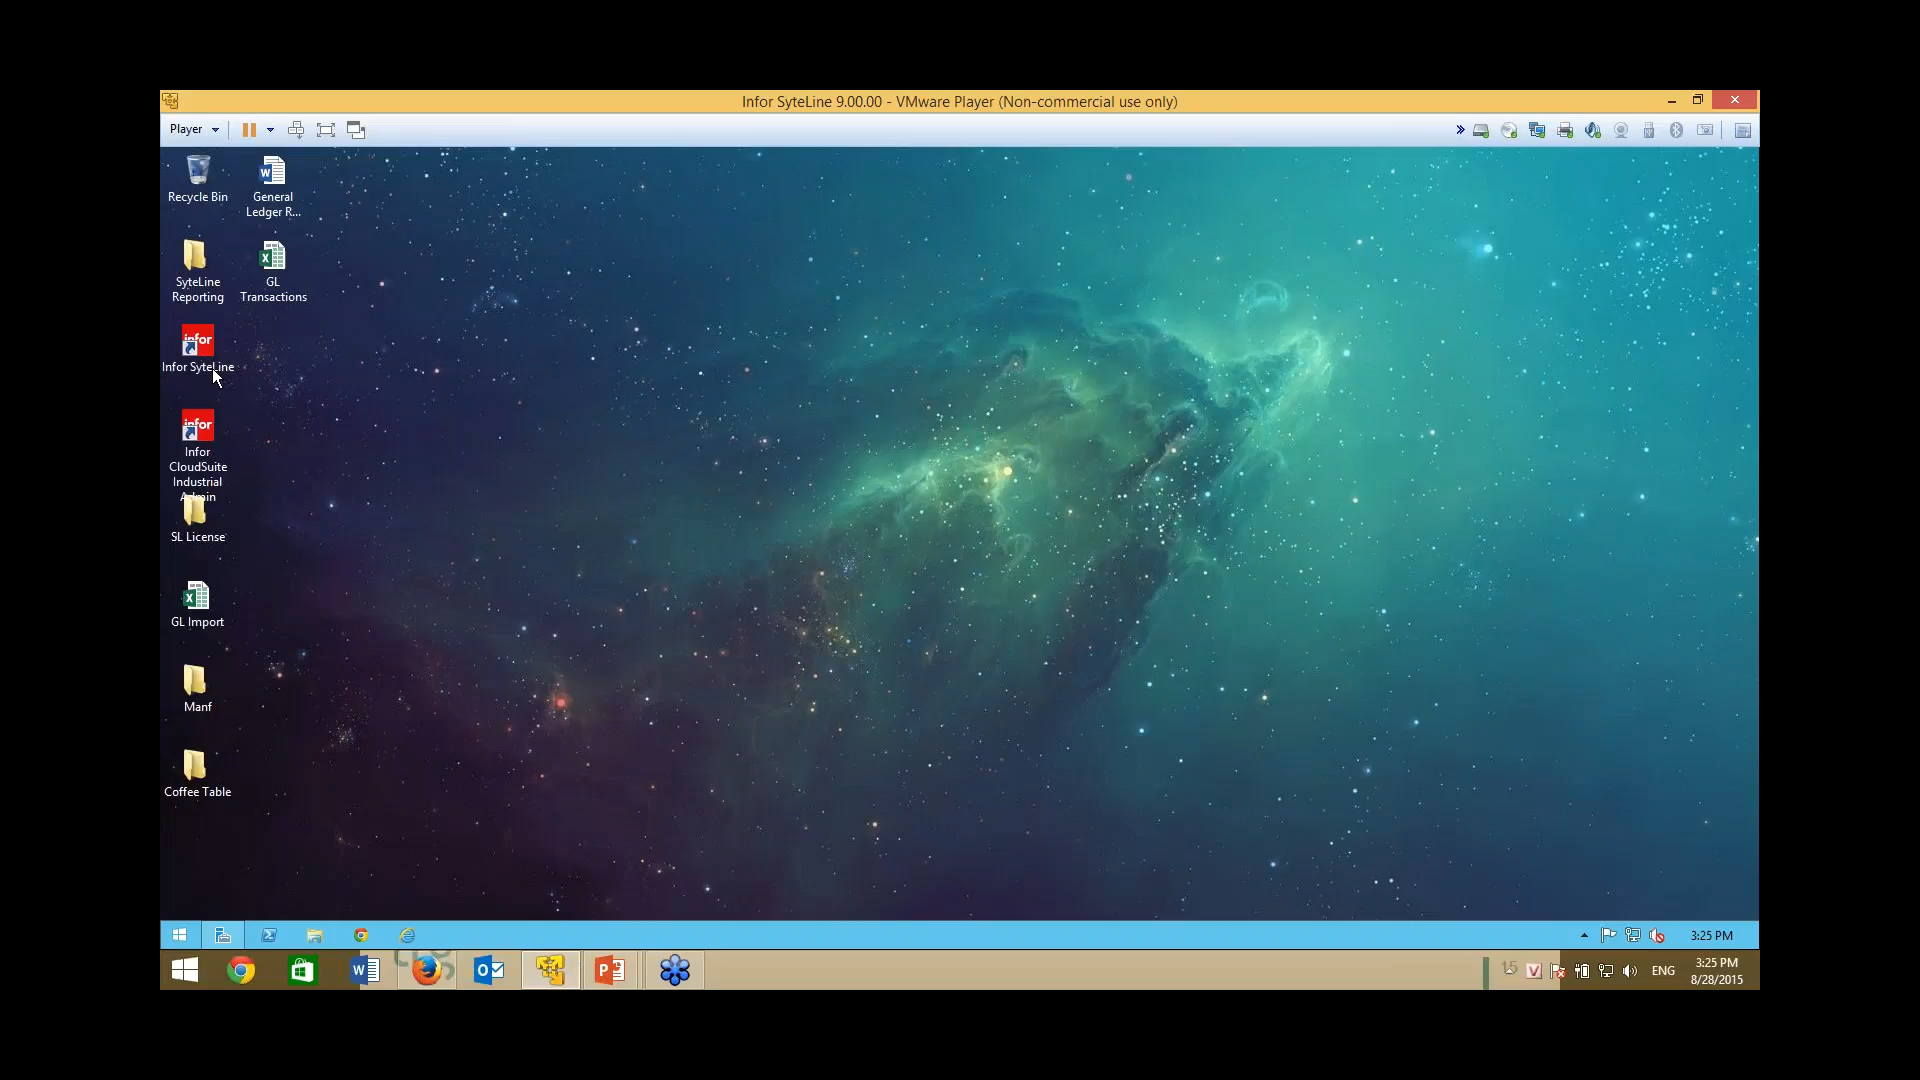 Infor SyteLine 9.00.00 - VMware Player (Non-commercial use only)
Player
Recycle Bin
General
Ledger R...
SyteLine
Reporting
GL
Transactions
infor
Infor SyteLine
infor
Infor
CloudSuite
Industrial
Admin
SL License
GL Import
Manf
Coffee Table
3:25 PM
15
ENG
3:25 PM
8/28/2015